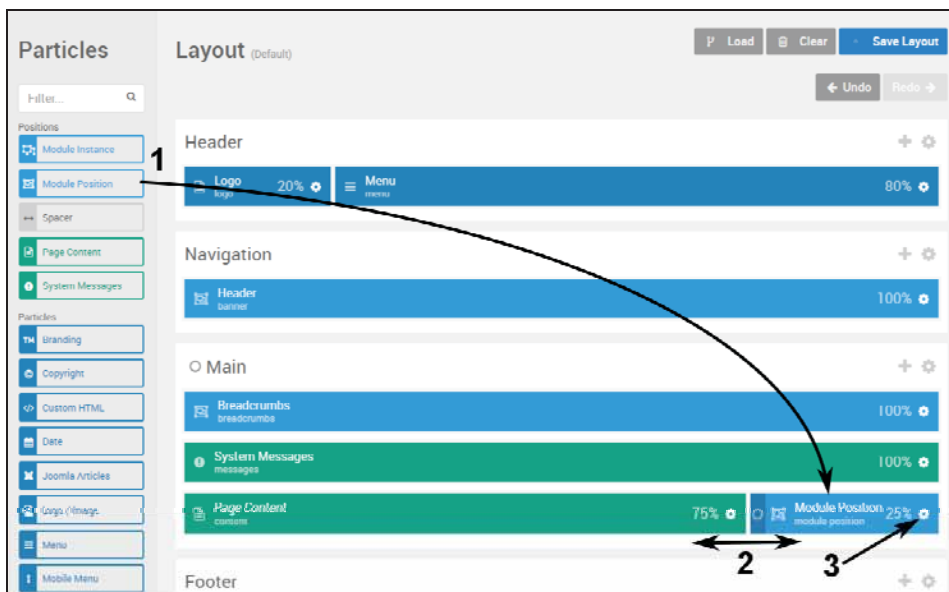 Particles
Layout (Default)
Load
Clear
Save Layout
Undo
Redo
Filter...
Positions
Module Instance
Module Position
Spacer
Page Content
System Messages
Particles
TM Branding
Copyright
Custom HTML
Date
Joomla Articles
Logo / Image
Menu
Mobile Menu
1
Header
Logo
logo
20%
Menu
menu
80%
Navigation
Header
banner
100%
Main
Breadcrumbs
breadcrumbs
100%
System Messages
messages
100%
Page Content
content
75%
Module Position
module position
25%
2
3
Footer